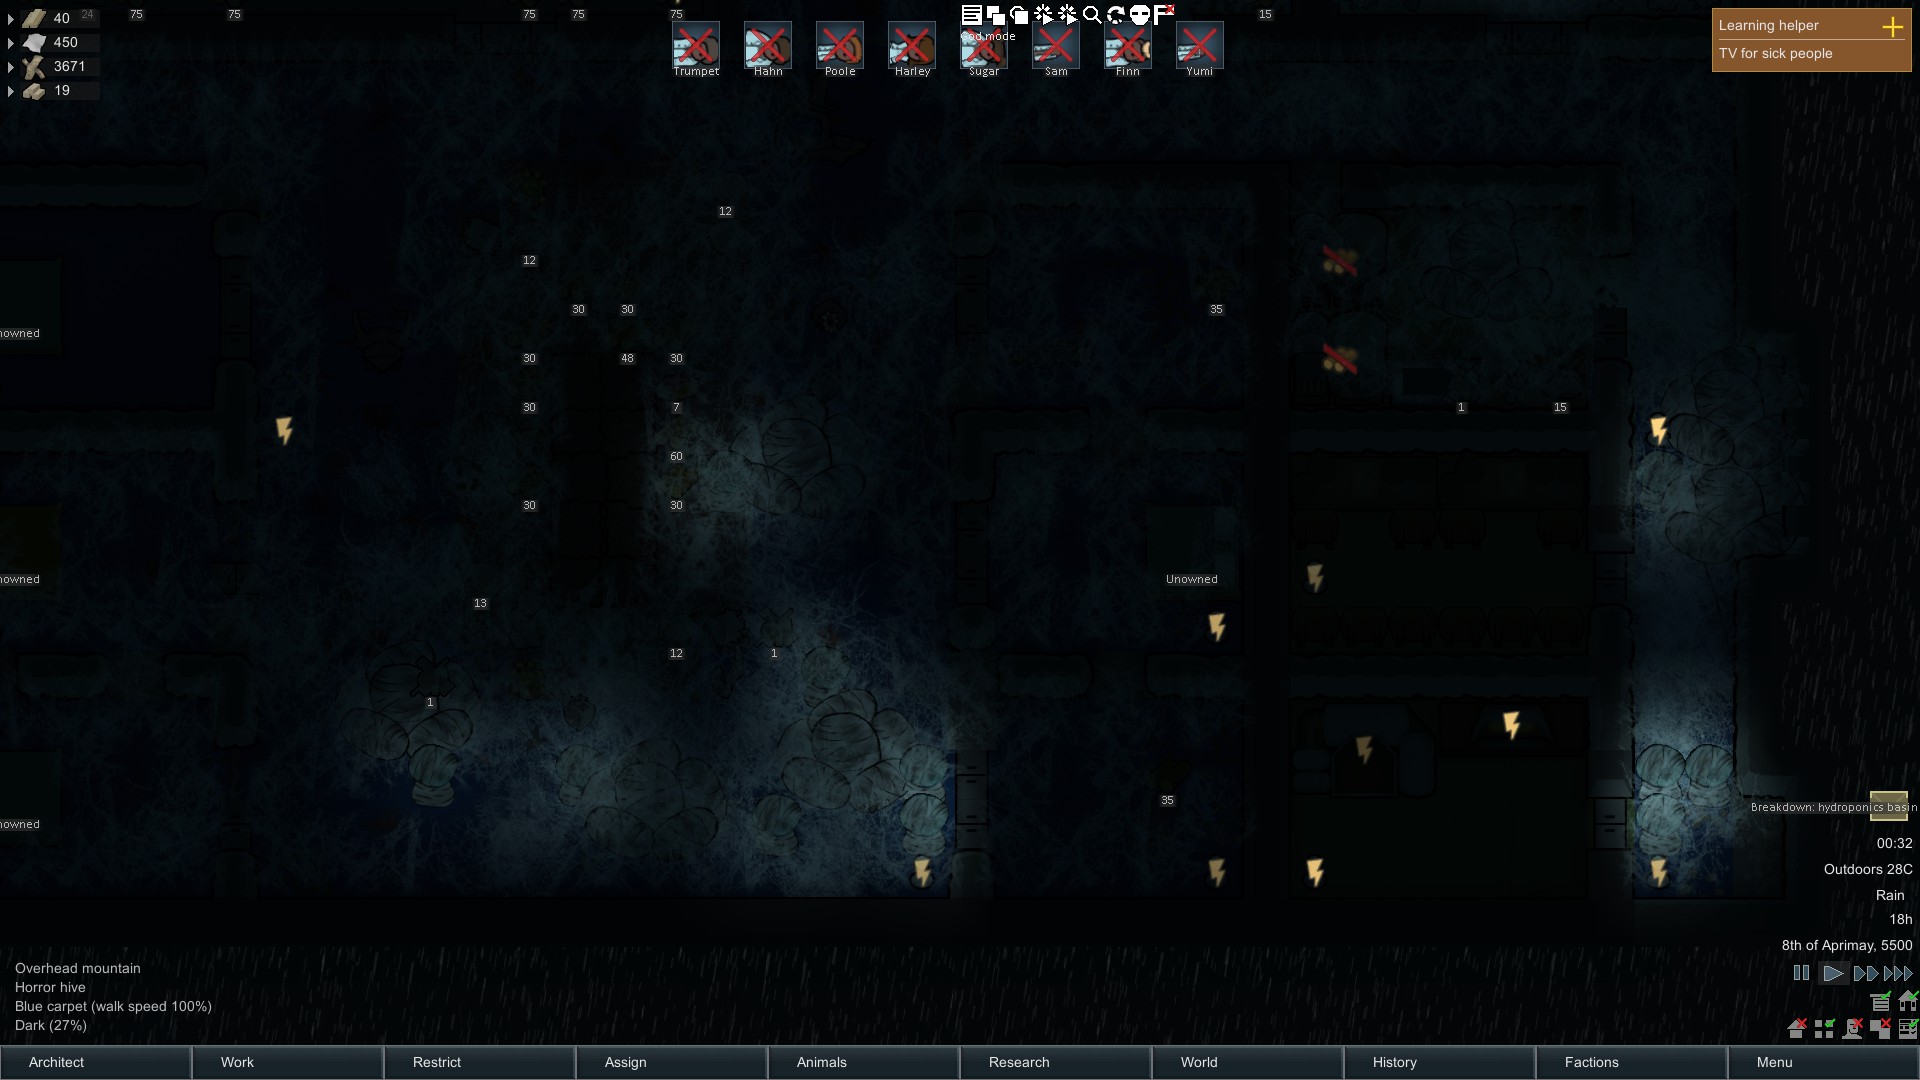 40
24
75
75
75
75
75
15
450
3671
19
God mode
Trumpet
Hahn
Poole
Harley
Sugar
Sam
Finn
Yumi
Learning helper
TV for sick people
12
12
30
30
35
nowned
30
48
30
30
7
1
15
60
30
30
nowned
Unowned
13
12
1
1
35
Breakdown: hydroponics basin
nowned
00:32
Outdoors 28C
Rain
18h
8th of Aprimay, 5500
Overhead mountain
Horror hive
Blue carpet (walk speed 100%)
Dark (27%)
Architect
Work
Restrict
Assign
Animals
Research
World
History
Factions
Menu